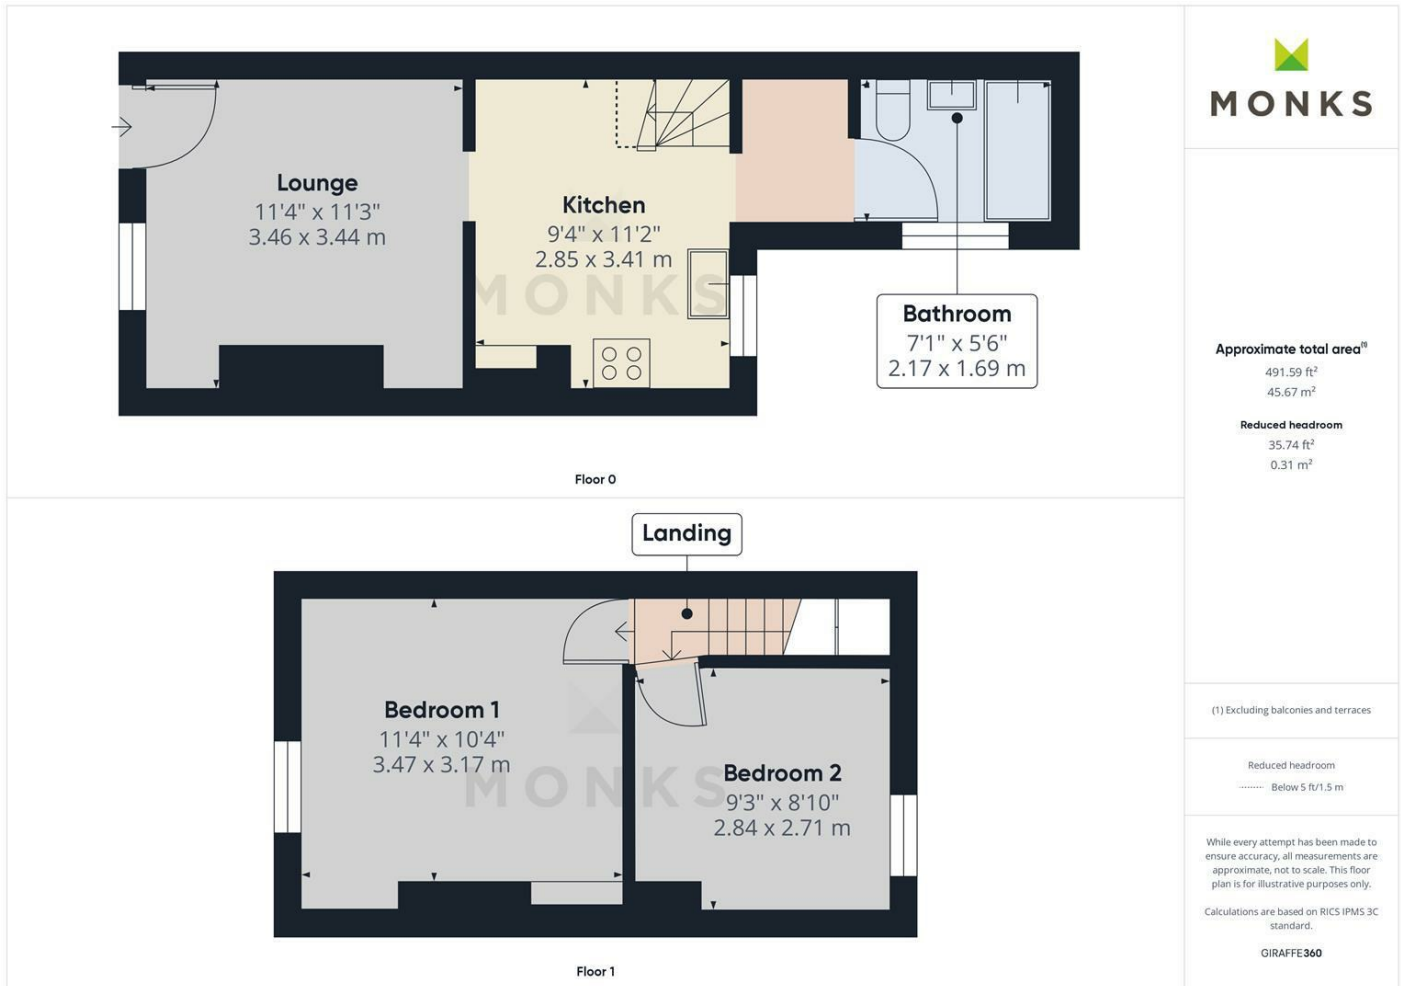 Lounge
11'4" x 11'3"
3.46 x 3.44 m
Kitchen
9'4" x 11'2"
2.85 x 3.41 m
MONKS
Bathroom
7'1" x 5'6"
2.17 x 1.69 m
Floor 0
Landing
Bedroom 1
11'4" x 10'4"
3.47 x 3.17 m
Bedroom 2
9'3" x 8'10"
2.84 x 2.71 m
MONKS
Floor 1
MONKS
Approximate total area⁽¹⁾
491.59 ft²
45.67 m²
Reduced headroom
35.74 ft²
0.31 m²
(1) Excluding balconies and terraces
Reduced headroom
Below 5 ft/1.5 m
While every attempt has been made to
ensure accuracy, all measurements are
approximate, not to scale. This floor
plan is for illustrative purposes only.
Calculations are based on RICS IPMS 3C
standard.
GIRAFFE360